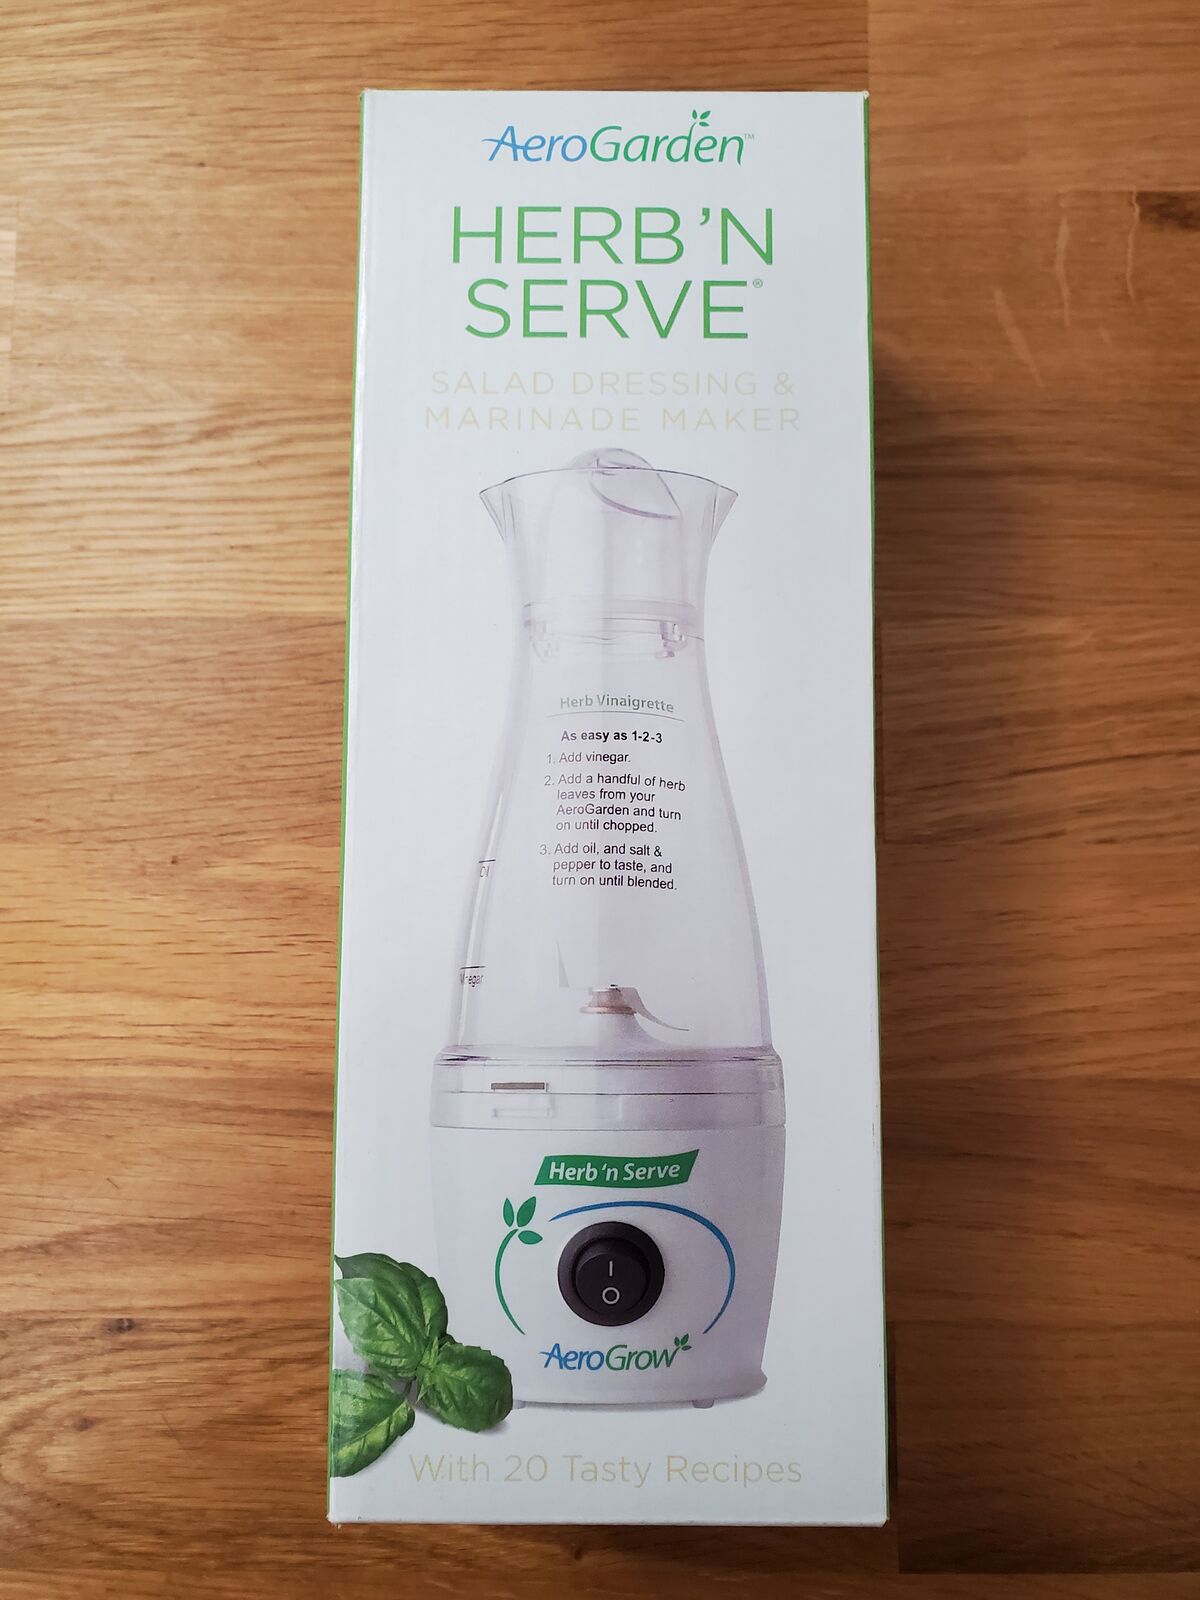 AeroGarden™
HERB 'N
SERVE®
SALAD DRESSING &
MARINADE MAKER
Herb Vinaigrette
As easy as 1-2-3
1. Add vinegar.
2. Add a handful of herb
leaves from your
AeroGarden and turn
on until chopped.
3. Add oil, and salt &
pepper to taste, and
turn on until blended.
Oil
Vinegar
Herb 'n Serve
I
O
AeroGrow
With 20 Tasty Recipes